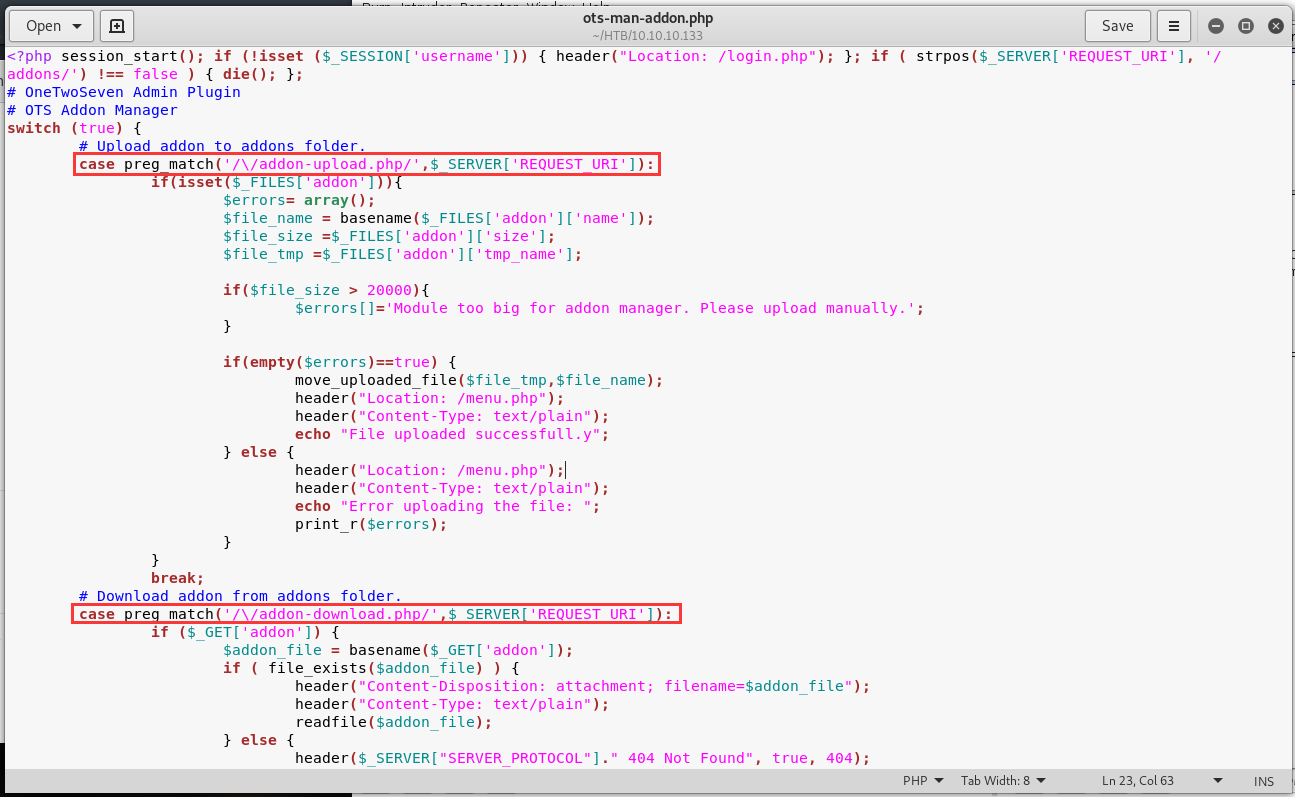 Burp Intruder Repeater Window Help
Open
ots-man-addon.php
~/HTB/10.10.10.133
Save
<?php session_start(); if (!isset ($_SESSION['username'])) { header("Location: /login.php"); }; if ( strpos($_SERVER['REQUEST_URI'], '/
addons/') !== false ) { die(); };
# OneTwoSeven Admin Plugin
# OTS Addon Manager
switch (true) {
# Upload addon to addons folder.
case preg_match('/\/addon-upload.php/',$_SERVER['REQUEST_URI']):
if(isset($_FILES['addon'])){
$errors= array();
$file_name = basename($_FILES['addon']['name']);
$file_size =$_FILES['addon']['size'];
$file_tmp =$_FILES['addon']['tmp_name'];
if($file_size > 20000){
$errors[]='Module too big for addon manager. Please upload manually.';
}
if(empty($errors)==true) {
move_uploaded_file($file_tmp,$file_name);
header("Location: /menu.php");
header("Content-Type: text/plain");
echo "File uploaded successfull.y";
} else {
header("Location: /menu.php");
header("Content-Type: text/plain");
echo "Error uploading the file: ";
print_r($errors);
}
}
break;
# Download addon from addons folder.
case preg_match('/\/addon-download.php/',$_SERVER['REQUEST_URI']):
if ($_GET['addon']) {
$addon_file = basename($_GET['addon']);
if ( file_exists($addon_file) ) {
header("Content-Disposition: attachment; filename=$addon_file");
header("Content-Type: text/plain");
readfile($addon_file);
} else {
header($_SERVER["SERVER_PROTOCOL"]." 404 Not Found", true, 404);
PHP Tab Width: 8 Ln 23, Col 63 INS